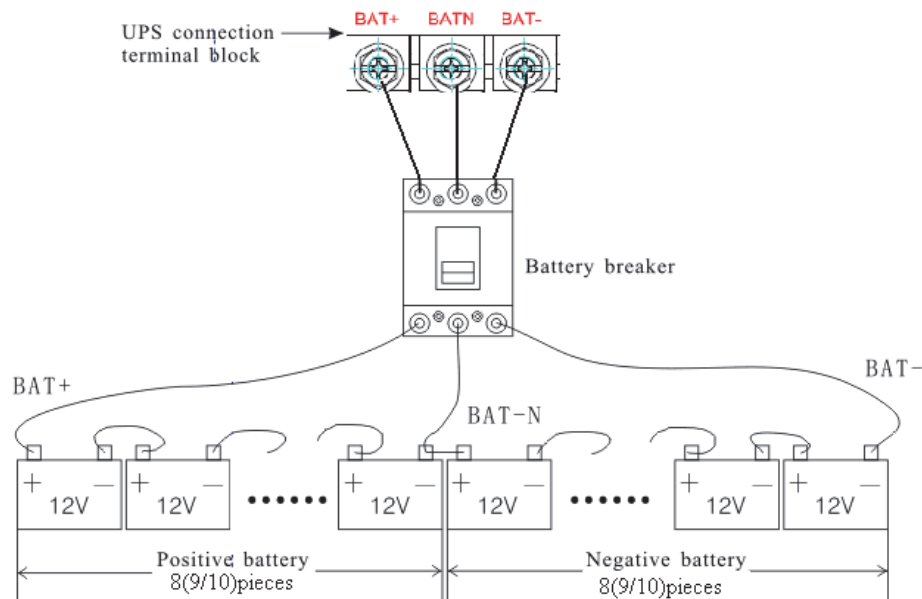 BAT+ BATN BAT-
UPS connection
terminal block
Battery breaker
BAT+
BAT-
BAT-N
+ − + − + − + − + − + −
12V 12V •••••• 12V 12V •••••• 12V 12V
Positive battery
8(9/10)pieces
Negative battery
8(9/10)pieces